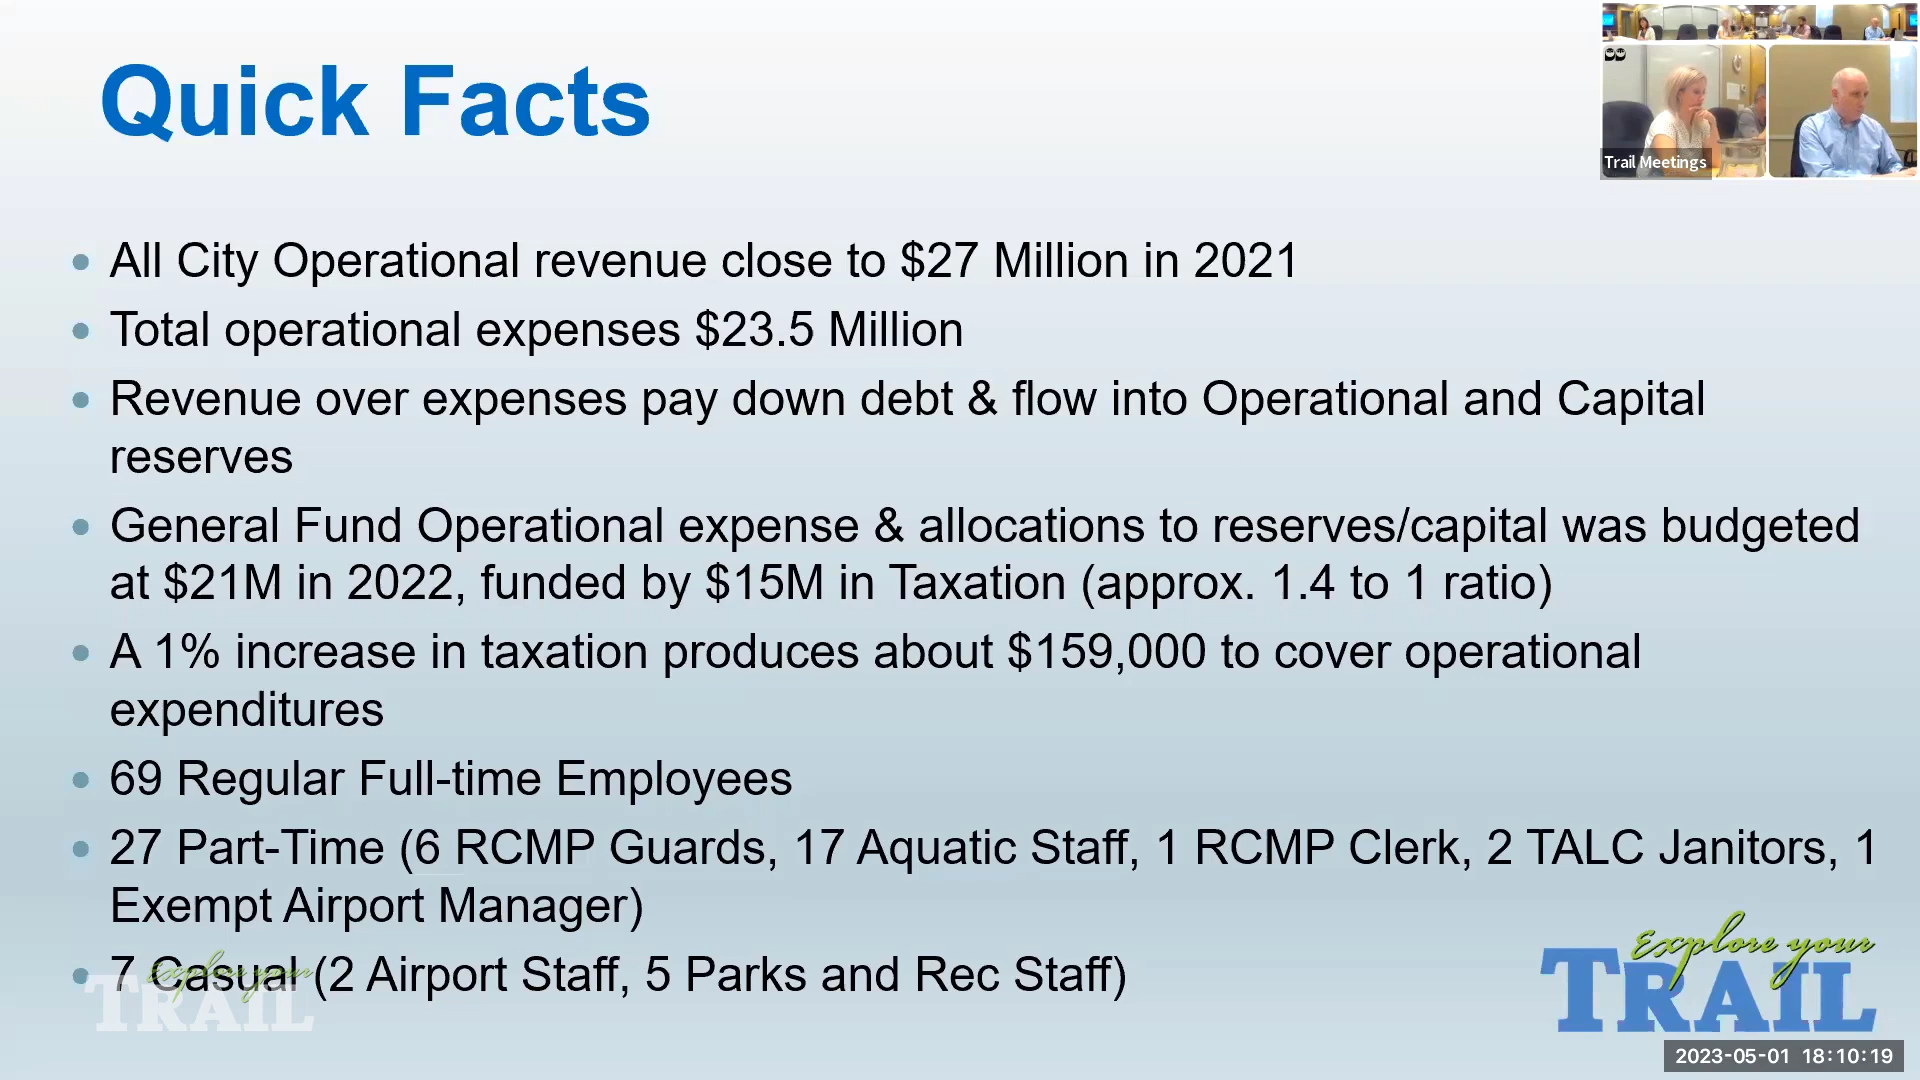 Quick Facts
Trail Meetings
All City Operational revenue close to $27 Million in 2021
Total operational expenses $23.5 Million
Revenue over expenses pay down debt & flow into Operational and Capital
reserves
General Fund Operational expense & allocations to reserves/capital was budgeted
at $21M in 2022, funded by $15M in Taxation (approx. 1.4 to 1 ratio)
A 1% increase in taxation produces about $159,000 to cover operational
expenditures
69 Regular Full-time Employees
27 Part-Time (6 RCMP Guards, 17 Aquatic Staff, 1 RCMP Clerk, 2 TALC Janitors, 1
Exempt Airport Manager)
7 Casual (2 Airport Staff, 5 Parks and Rec Staff)
explore your
TRAIL
explore your
TRAIL
2023-05-01 18:10:19